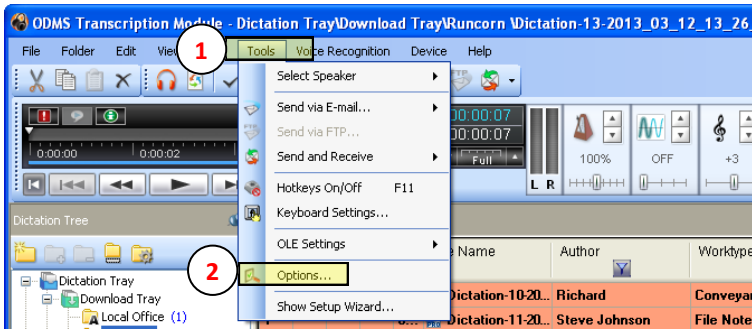 ODMS Transcription Module - Dictation Tray\Download Tray\Runcorn \Dictation-13-2013_03_12_13_26_
File Folder Edit Tools Voice Recognition Device Help
1
Select Speaker
Send via E-mail...
Send via FTP...
Send and Receive
Hotkeys On/Off F11
Keyboard Settings...
OLE Settings
2
Options...
Show Setup Wizard...
00:00:07
00:00:07
Full
0:00:00 0:00:02
100% OFF +3
L R
Dictation Tree
Name Author Worktype
Dictation Tray
Download Tray
Local Office (1)
Dictation-10-20... Richard Conveyan
Dictation-11-20... Steve Johnson File Note